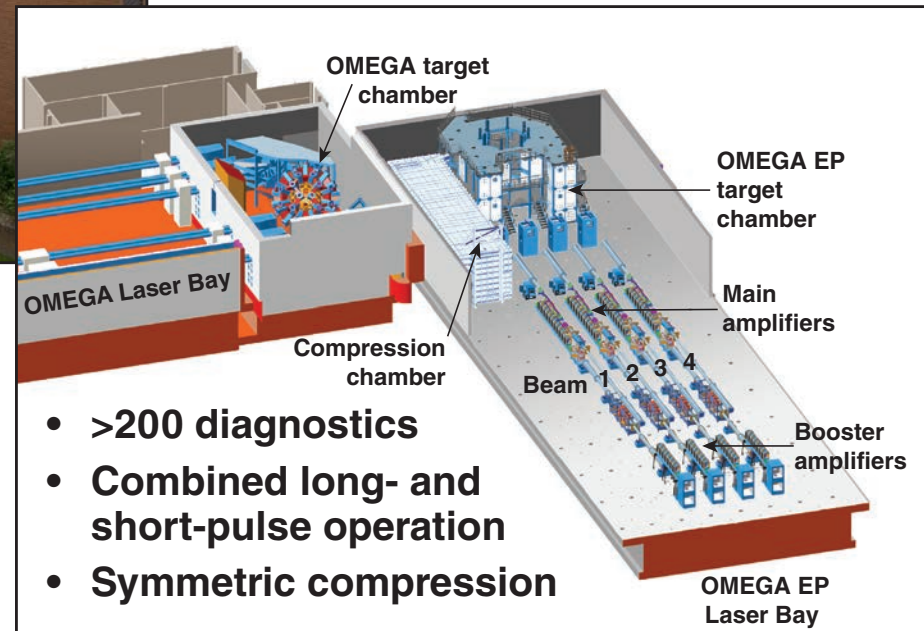 OMEGA target
chamber
OMEGA EP
target
chamber
OMEGA Laser Bay
Main
amplifiers
Compression
chamber
Beam 1 2 3 4
Booster
amplifiers
• >200 diagnostics
• Combined long- and
short-pulse operation
• Symmetric compression
OMEGA EP
Laser Bay